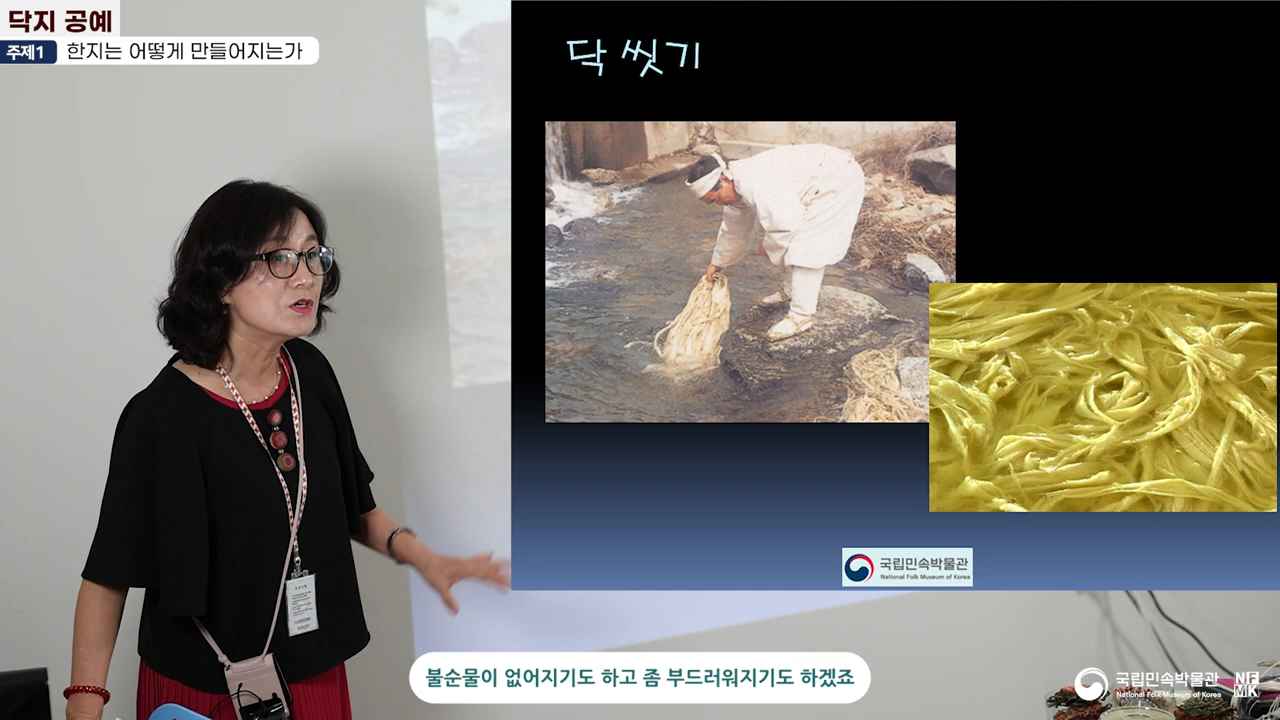 닥지 공예
주제1 한지는 어떻게 만들어지는가
닥 씻기
국립민속박물관
National Folk Museum of Korea
불순물이 없어지기도 하고 좀 부드러워지기도 하겠죠
국립민속박물관
National Folk Museum of Korea
NF
MK